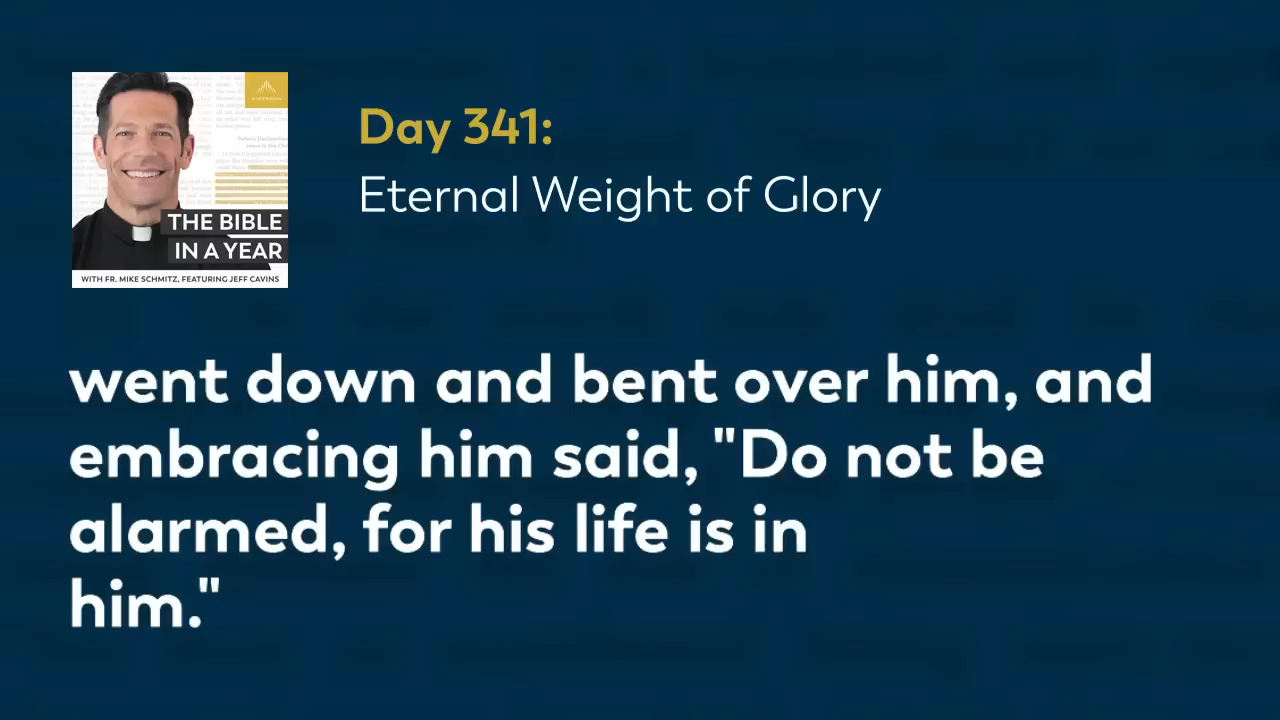 Day 341:
Eternal Weight of Glory
THE BIBLE
IN A YEAR
WITH FR. MIKE SCHMITZ, FEATURING JEFF CAVINS
went down and bent over him, and
embracing him said, "Do not be
alarmed, for his life is in
him."